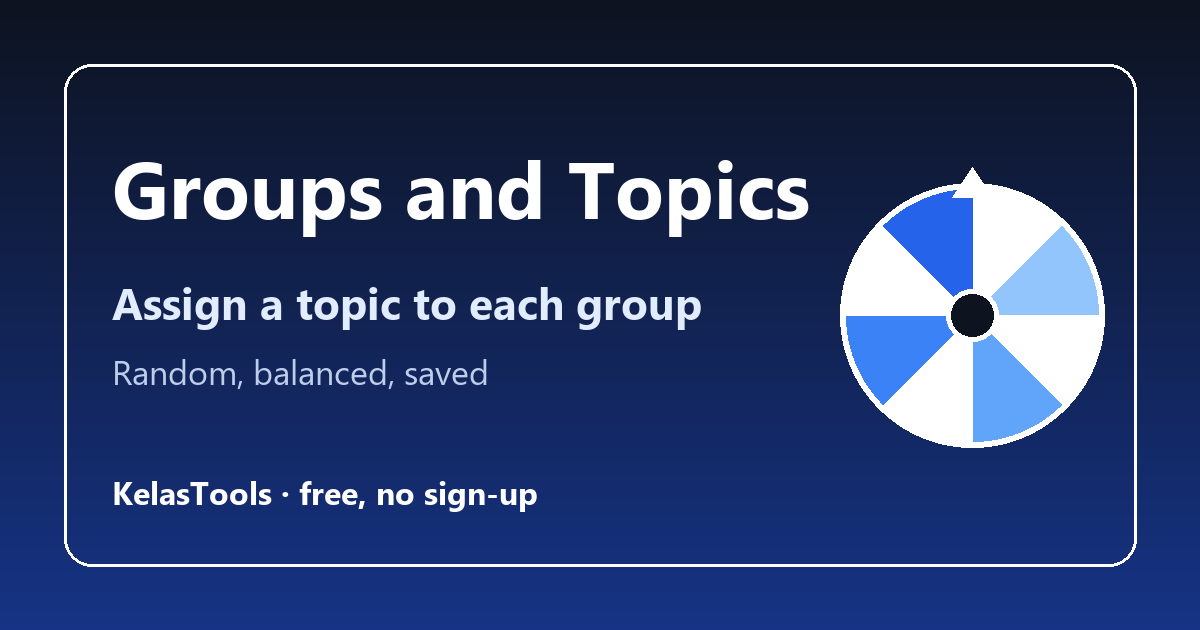 Groups and Topics
Assign a topic to each group
Random, balanced, saved
KelasTools · free, no sign-up